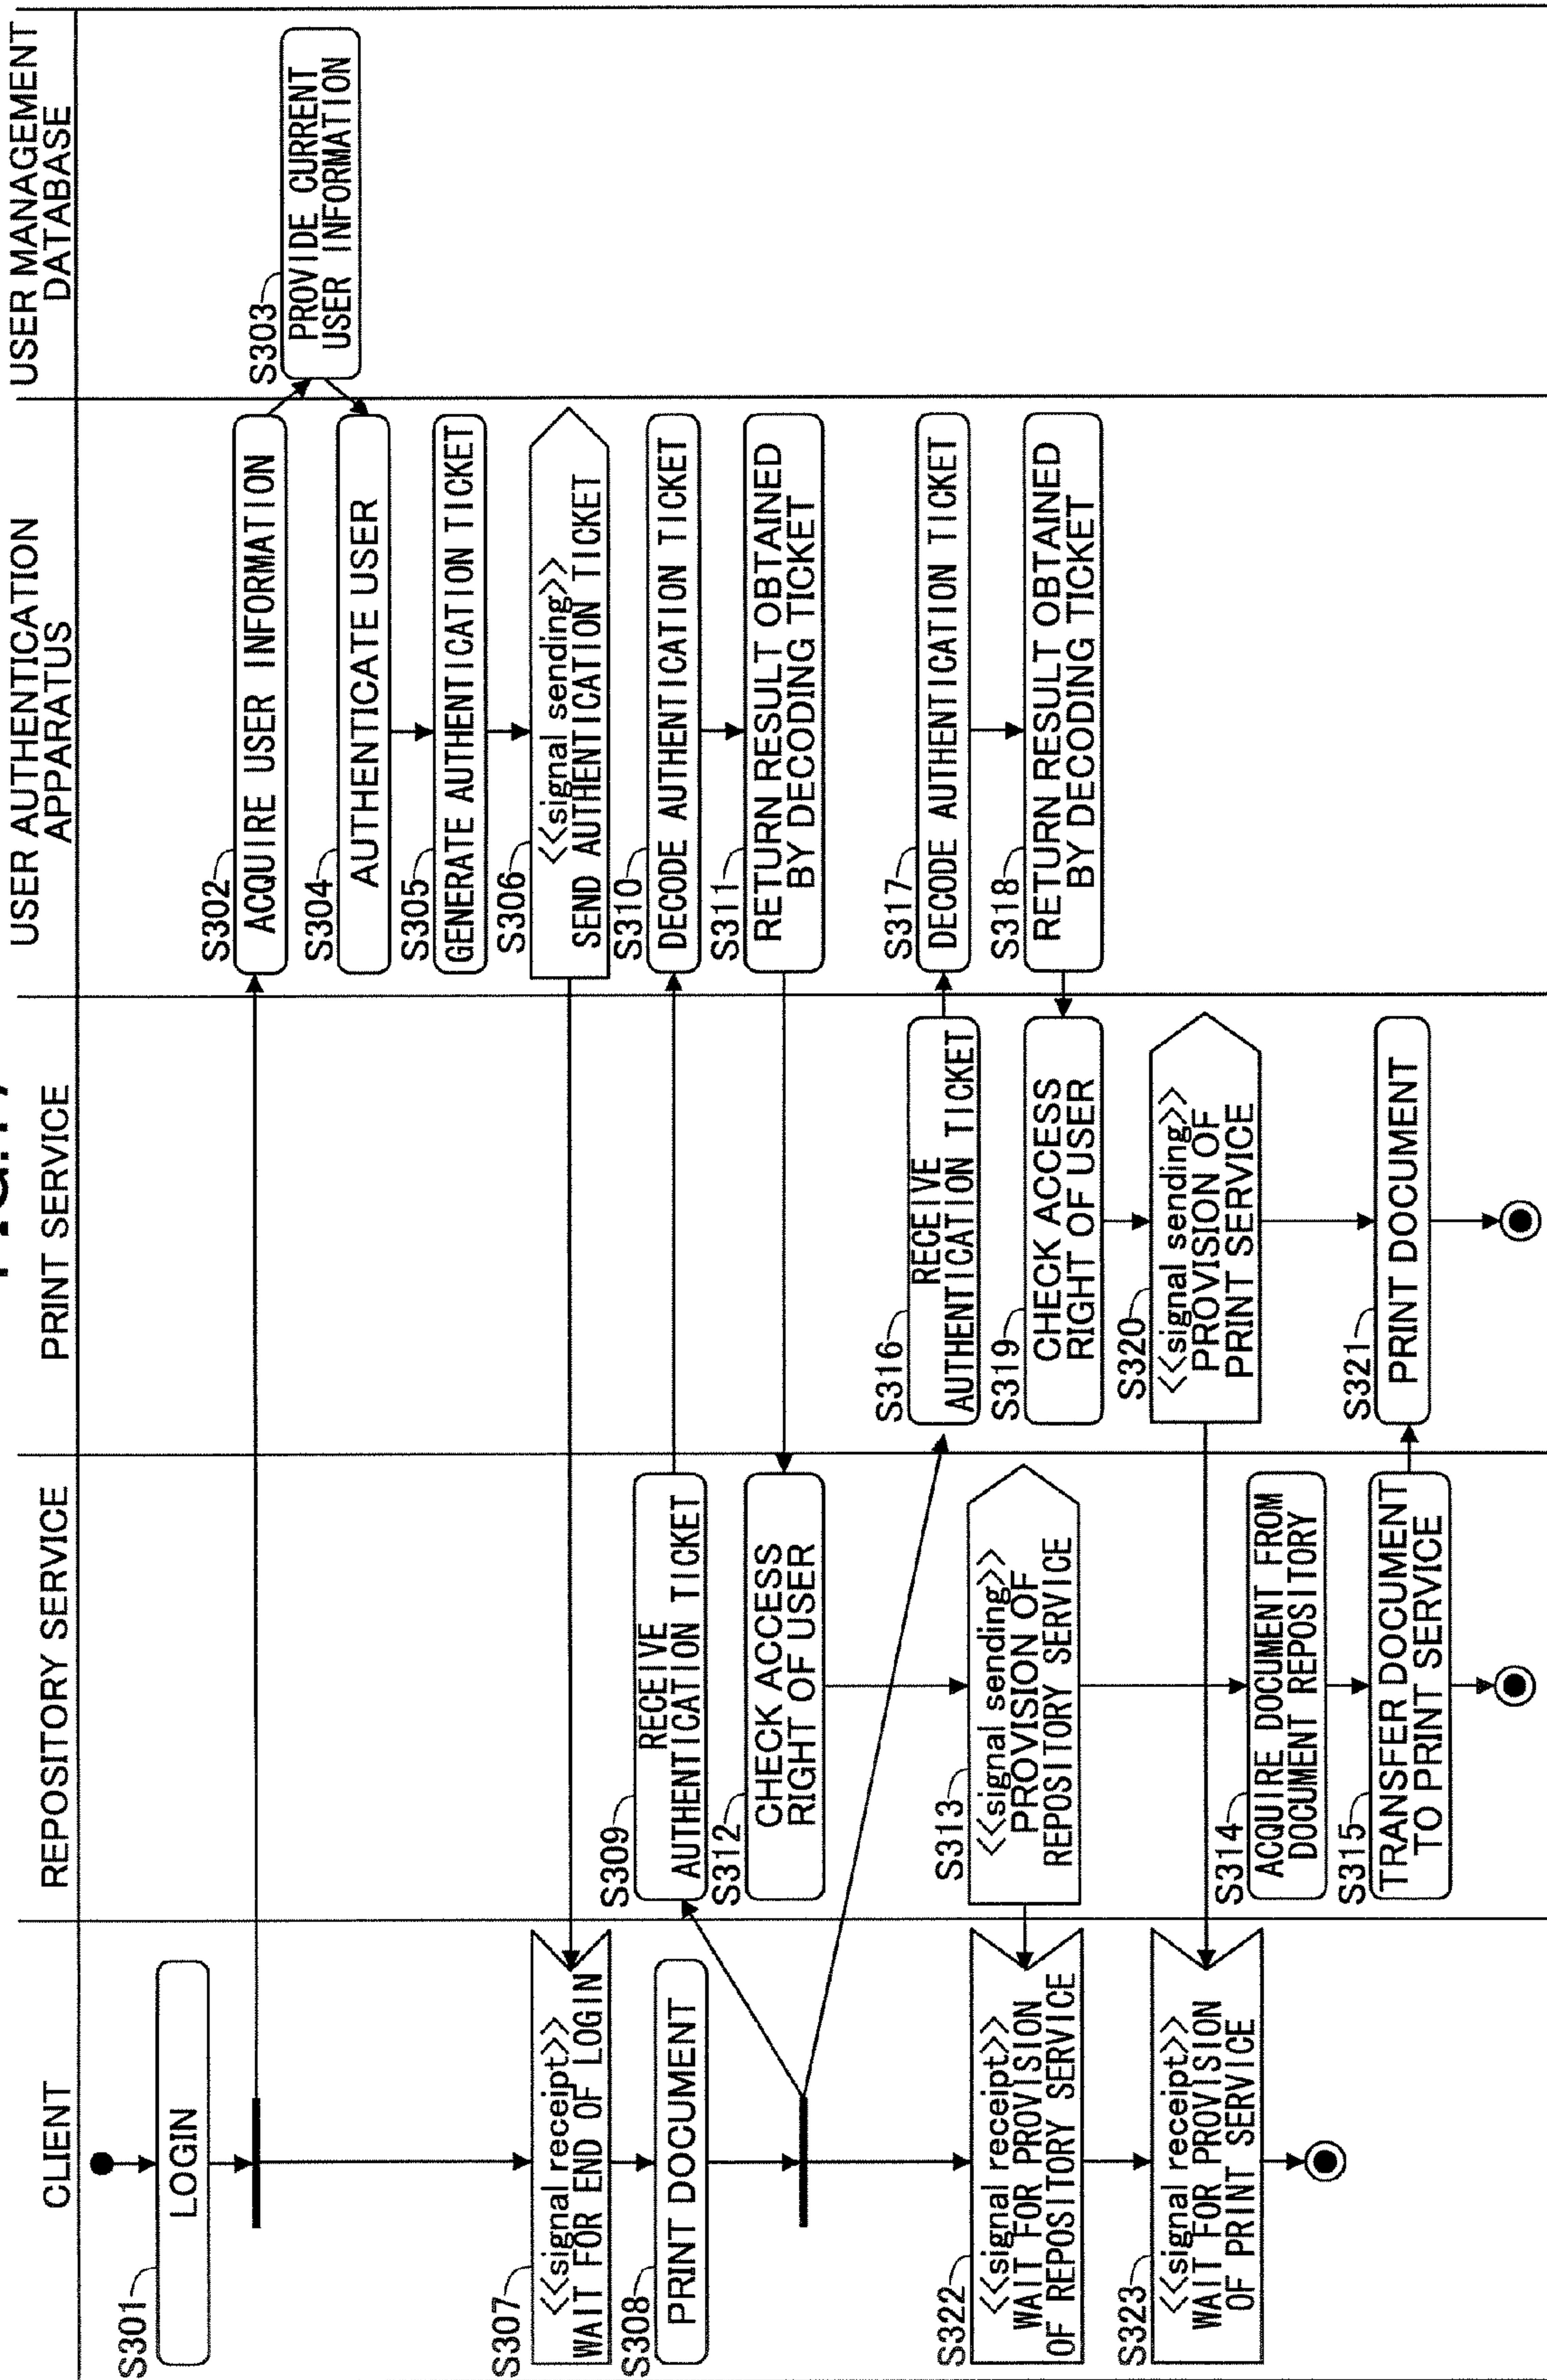 CLIENT
REPOSITORY SERVICE
PRINT SERVICE
USER AUTHENTICATION
APPARATUS
USER MANAGEMENT
DATABASE
S301
LOGIN
S302
ACQUIRE USER INFORMATION
S303
PROVIDE CURRENT
USER INFORMATION
S304
AUTHENTICATE USER
S305
GENERATE AUTHENTICATION TICKET
S306
<<signal sending>>
SEND AUTHENTICATION TICKET
S307
<<signal receipt>>
WAIT FOR END OF LOGIN
S308
PRINT DOCUMENT
S309
RECEIVE
AUTHENTICATION TICKET
S310
DECODE AUTHENTICATION TICKET
S311
RETURN RESULT OBTAINED
BY DECODING TICKET
S312
CHECK ACCESS
RIGHT OF USER
S313
<<signal sending>>
PROVISION OF
REPOSITORY SERVICE
S314
ACQUIRE DOCUMENT FROM
DOCUMENT REPOSITORY
S315
TRANSFER DOCUMENT
TO PRINT SERVICE
S316
RECEIVE
AUTHENTICATION TICKET
S317
DECODE AUTHENTICATION TICKET
S318
RETURN RESULT OBTAINED
BY DECODING TICKET
S319
CHECK ACCESS
RIGHT OF USER
S320
<<signal sending>>
PROVISION OF
PRINT SERVICE
S321
PRINT DOCUMENT
S322
<<signal receipt>>
WAIT FOR PROVISION
OF REPOSITORY SERVICE
S323
<<signal receipt>>
WAIT FOR PROVISION
OF PRINT SERVICE